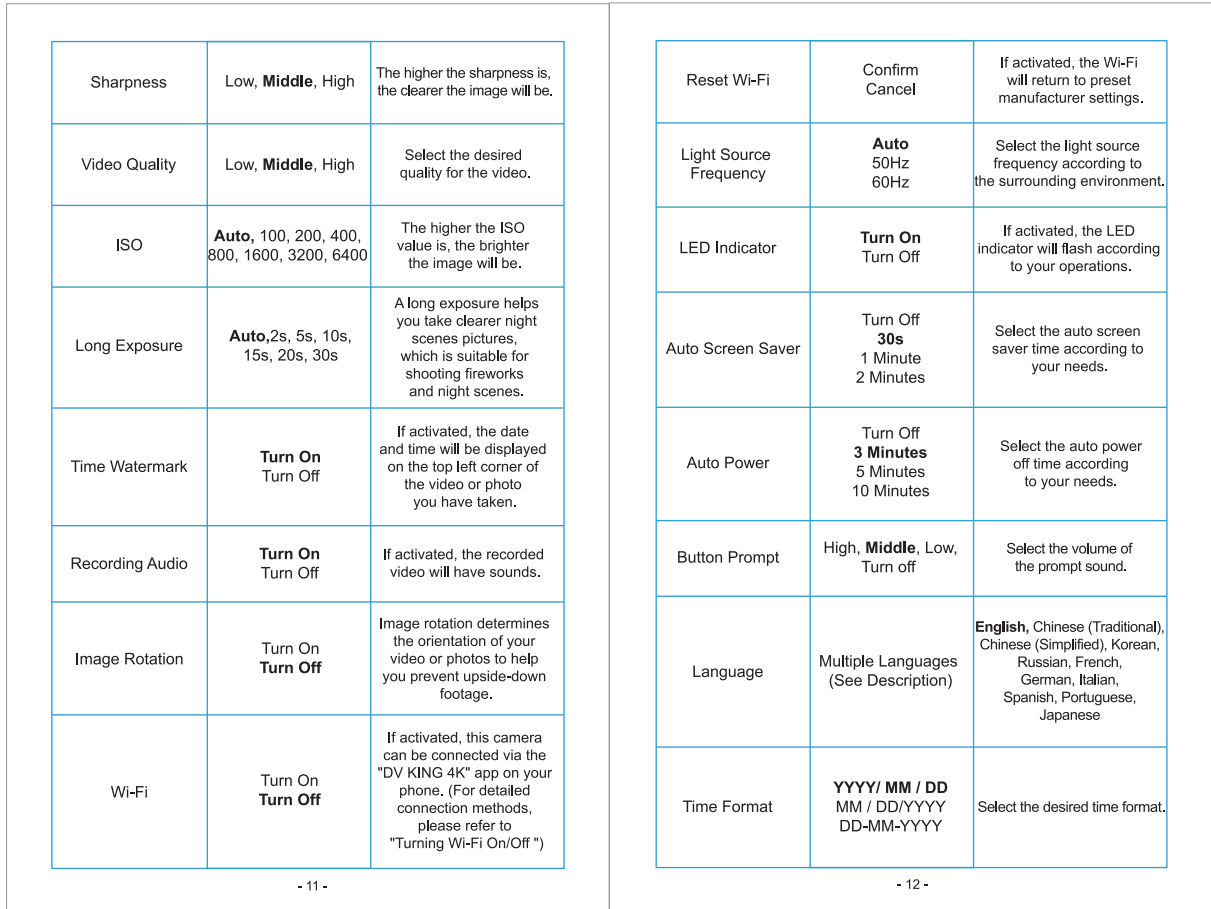 Sharpness
Low, Middle, High
The higher the sharpness is,
the clearer the image will be.
Video Quality
Low, Middle, High
Select the desired
quality for the video.
ISO
Auto, 100, 200, 400,
800, 1600, 3200, 6400
The higher the ISO
value is, the brighter
the image will be.
Long Exposure
Auto,2s, 5s, 10s,
15s, 20s, 30s
A long exposure helps
you take clearer night
scenes pictures,
which is suitable for
shooting fireworks
and night scenes.
Time Watermark
Turn On
Turn Off
If activated, the date
and time will be displayed
on the top left corner of
the video or photo
you have taken.
Recording Audio
Turn On
Turn Off
If activated, the recorded
video will have sounds.
Image Rotation
Turn On
Turn Off
Image rotation determines
the orientation of your
video or photos to help
you prevent upside-down
footage.
Wi-Fi
Turn On
Turn Off
If activated, this camera
can be connected via the
"DV KING 4K" app on your
phone. (For detailed
connection methods,
please refer to
"Turning Wi-Fi On/Off ")
- 11 -
Reset Wi-Fi
Confirm
Cancel
If activated, the Wi-Fi
will return to preset
manufacturer settings.
Light Source
Frequency
Auto
50Hz
60Hz
Select the light source
frequency according to
the surrounding environment.
LED Indicator
Turn On
Turn Off
If activated, the LED
indicator will flash according
to your operations.
Auto Screen Saver
Turn Off
30s
1 Minute
2 Minutes
Select the auto screen
saver time according to
your needs.
Auto Power
Turn Off
3 Minutes
5 Minutes
10 Minutes
Select the auto power
off time according
to your needs.
Button Prompt
High, Middle, Low,
Turn off
Select the volume of
the prompt sound.
Language
Multiple Languages
(See Description)
English, Chinese (Traditional),
Chinese (Simplified), Korean,
Russian, French,
German, Italian,
Spanish, Portuguese,
Japanese
Time Format
YYYY/ MM / DD
MM / DD/YYYY
DD-MM-YYYY
Select the desired time format.
- 12 -